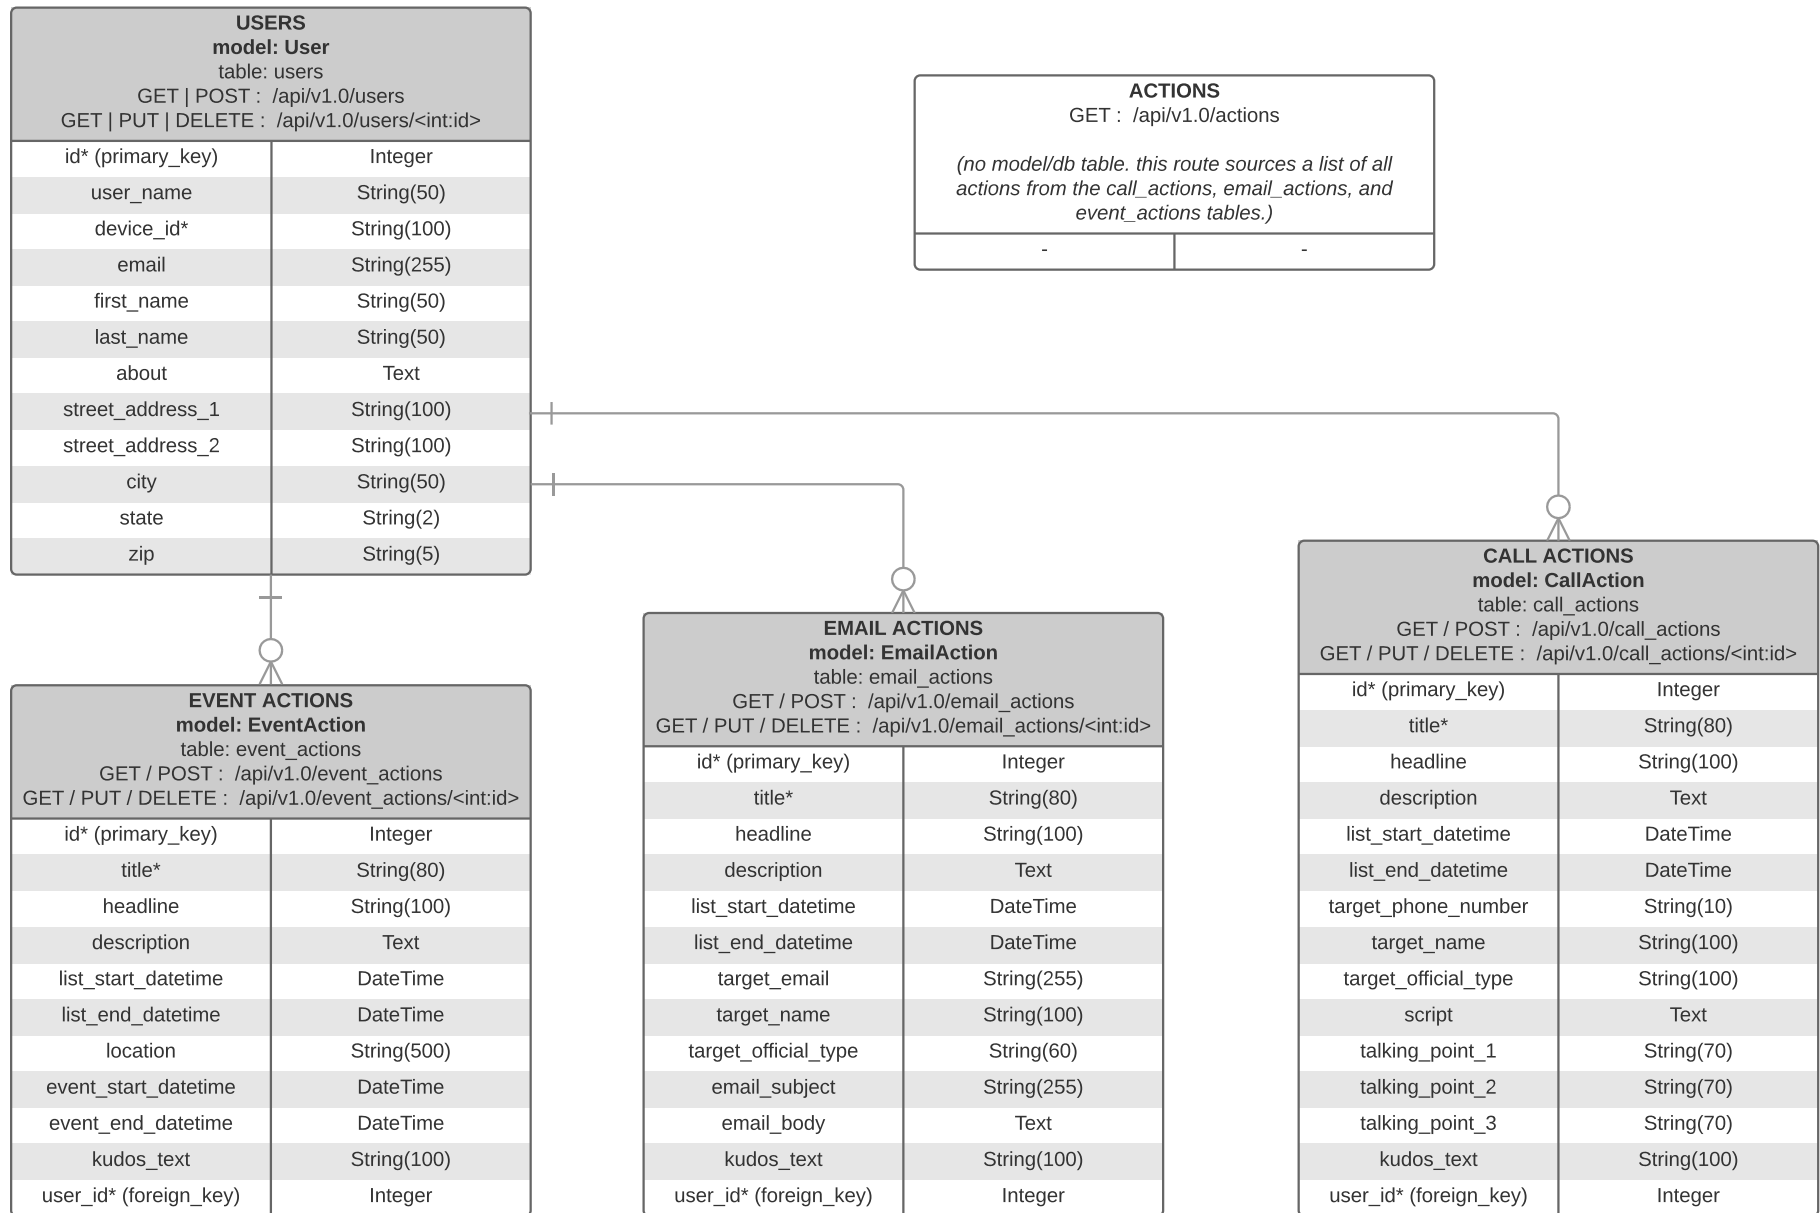 USERS
model: User
table: users
GET | POST :  /api/v1.0/users
GET | PUT | DELETE :  /api/v1.0/users/<int:id>
id* (primary_key) Integer
user_name String(50)
device_id* String(100)
email String(255)
first_name String(50)
last_name String(50)
about Text
street_address_1 String(100)
street_address_2 String(100)
city String(50)
state String(2)
zip String(5)
ACTIONS
GET :  /api/v1.0/actions
(no model/db table. this route sources a list of all
actions from the call_actions, email_actions, and
event_actions tables.)
- -
EVENT ACTIONS
model: EventAction
table: event_actions
GET / POST :  /api/v1.0/event_actions
GET / PUT / DELETE :  /api/v1.0/event_actions/<int:id>
id* (primary_key) Integer
title* String(80)
headline String(100)
description Text
list_start_datetime DateTime
list_end_datetime DateTime
location String(500)
event_start_datetime DateTime
event_end_datetime DateTime
kudos_text String(100)
user_id* (foreign_key) Integer
EMAIL ACTIONS
model: EmailAction
table: email_actions
GET / POST :  /api/v1.0/email_actions
GET / PUT / DELETE :  /api/v1.0/email_actions/<int:id>
id* (primary_key) Integer
title* String(80)
headline String(100)
description Text
list_start_datetime DateTime
list_end_datetime DateTime
target_email String(255)
target_name String(100)
target_official_type String(60)
email_subject String(255)
email_body Text
kudos_text String(100)
user_id* (foreign_key) Integer
CALL ACTIONS
model: CallAction
table: call_actions
GET / POST :  /api/v1.0/call_actions
GET / PUT / DELETE :  /api/v1.0/call_actions/<int:id>
id* (primary_key) Integer
title* String(80)
headline String(100)
description Text
list_start_datetime DateTime
list_end_datetime DateTime
target_phone_number String(10)
target_name String(100)
target_official_type String(100)
script Text
talking_point_1 String(70)
talking_point_2 String(70)
talking_point_3 String(70)
kudos_text String(100)
user_id* (foreign_key) Integer